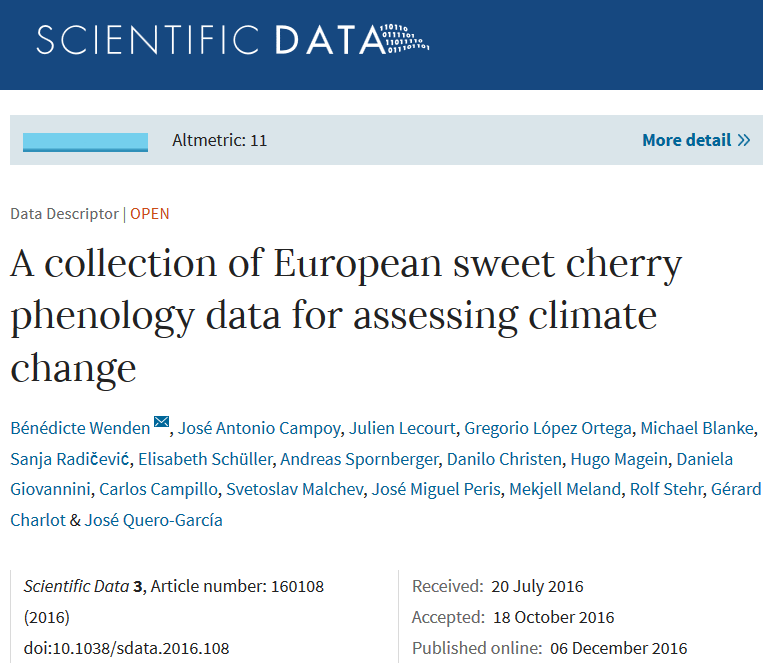 SCIENTIFIC DATA
110110
0111101
11011110
011101101
Altmetric: 11
More detail »
Data Descriptor | OPEN
A collection of European sweet cherry
phenology data for assessing climate
change
Bénédicte Wenden, José Antonio Campoy, Julien Lecourt, Gregorio López Ortega, Michael Blanke,
Sanja Radičević, Elisabeth Schüller, Andreas Spornberger, Danilo Christen, Hugo Magein, Daniela
Giovannini, Carlos Campillo, Svetoslav Malchev, José Miguel Peris, Mekjell Meland, Rolf Stehr, Gérard
Charlot & José Quero-García
Scientific Data 3, Article number: 160108
(2016)
doi:10.1038/sdata.2016.108
Received: 20 July 2016
Accepted: 18 October 2016
Published online: 06 December 2016